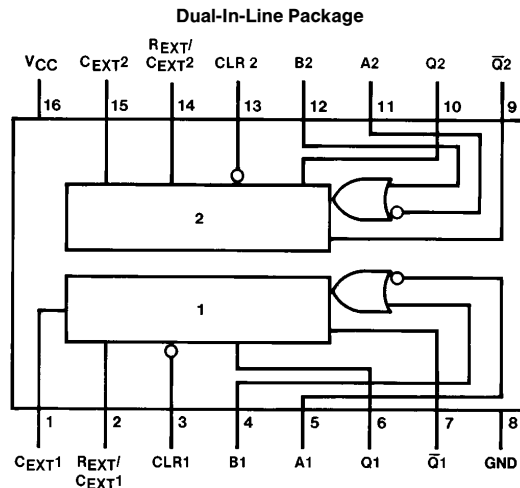 Dual-In-Line Package
VCC CEXT2 REXT/ CEXT2 CLR 2 B2 A2 Q2 Q̅2
16 15 14 13 12 11 10 9
2
1
1 2 3 4 5 6 7 8
CEXT1 REXT/ CEXT1 CLR1 B1 A1 Q1 Q̅1 GND